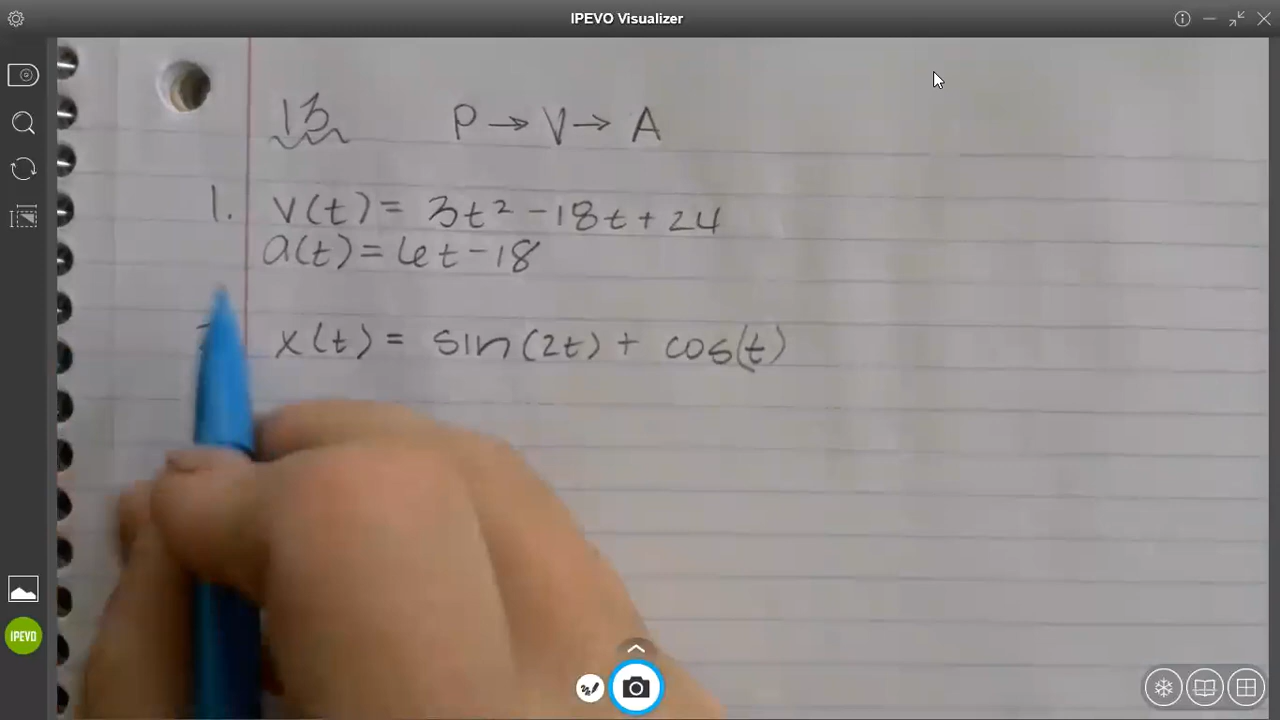 IPEVO Visualizer
13 P → V → A
1. v(t) = 3t² - 18t + 24
a(t) = 6t - 18
x(t) = sin(2t) + cos(t)
IPEVO